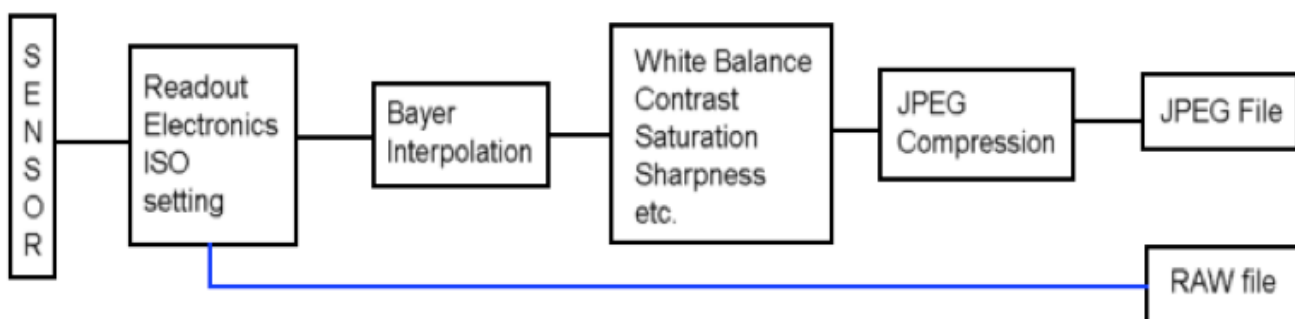 S
E
N
S
O
R
Readout
Electronics
ISO
setting
Bayer
Interpolation
White Balance
Contrast
Saturation
Sharpness
etc.
JPEG
Compression
JPEG File
RAW file